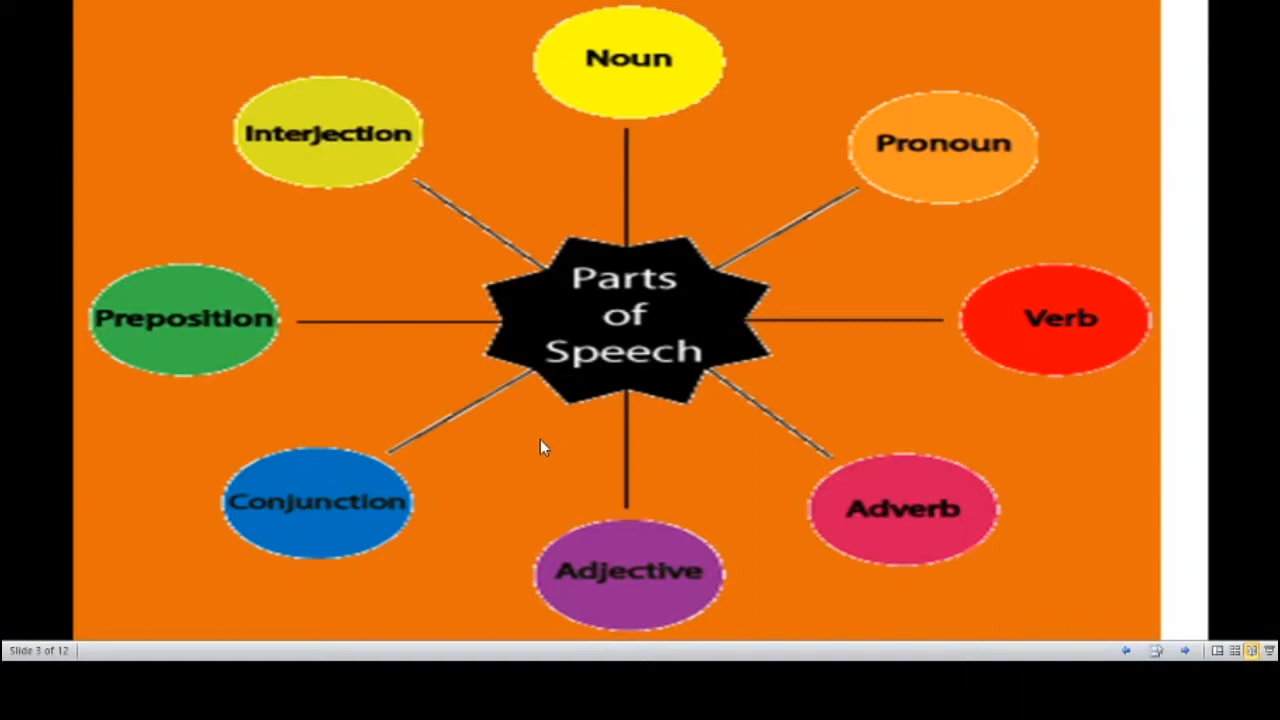 Noun
Interjection
Pronoun
Parts
of
Speech
Preposition
Verb
Conjunction
Adverb
Adjective
Slide 3 of 12